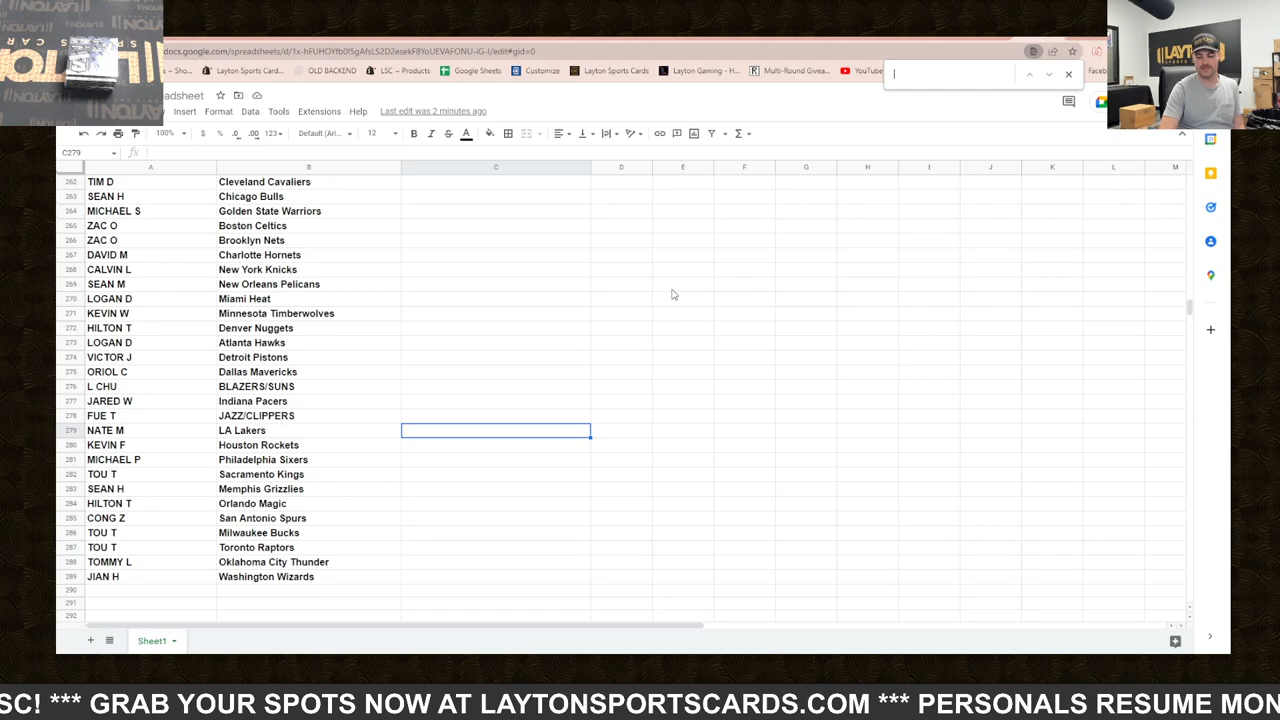 docs.google.com/spreadsheets/d/1x-hFUHOYfb0I5gAfsLS2D2esekF8YoUEVAFONU-iG-I/edit#gid=0
Layton Sports Card...
OLD BACKEND
LSC ~ Products
Google Sheets
Customize
Layton Sports Cards
Layton Gaming - H...
Multi-Round Givea...
YouTube
Insert Format Data Tools Extensions Help Last edit was 2 minutes ago
100% $ % .0 .00 123 Default (Ari... 12
C279
A B C D E F G H I J K L M
262 TIM D Cleveland Cavaliers
263 SEAN H Chicago Bulls
264 MICHAEL S Golden State Warriors
265 ZAC O Boston Celtics
266 ZAC O Brooklyn Nets
267 DAVID M Charlotte Hornets
268 CALVIN L New York Knicks
269 SEAN M New Orleans Pelicans
270 LOGAN D Miami Heat
271 KEVIN W Minnesota Timberwolves
272 HILTON T Denver Nuggets
273 LOGAN D Atlanta Hawks
274 VICTOR J Detroit Pistons
275 ORIOL C Dallas Mavericks
276 L CHU BLAZERS/SUNS
277 JARED W Indiana Pacers
278 FUE T JAZZ/CLIPPERS
279 NATE M LA Lakers
280 KEVIN F Houston Rockets
281 MICHAEL P Philadelphia Sixers
282 TOU T Sacramento Kings
283 SEAN H Memphis Grizzlies
284 HILTON T Orlando Magic
285 CONG Z San Antonio Spurs
286 TOU T Milwaukee Bucks
287 TOU T Toronto Raptors
288 TOMMY L Oklahoma City Thunder
289 JIAN H Washington Wizards
290
291
292
Sheet1
SC! *** GRAB YOUR SPOTS NOW AT LAYTONSPORTSCARDS.COM *** PERSONALS RESUME MON